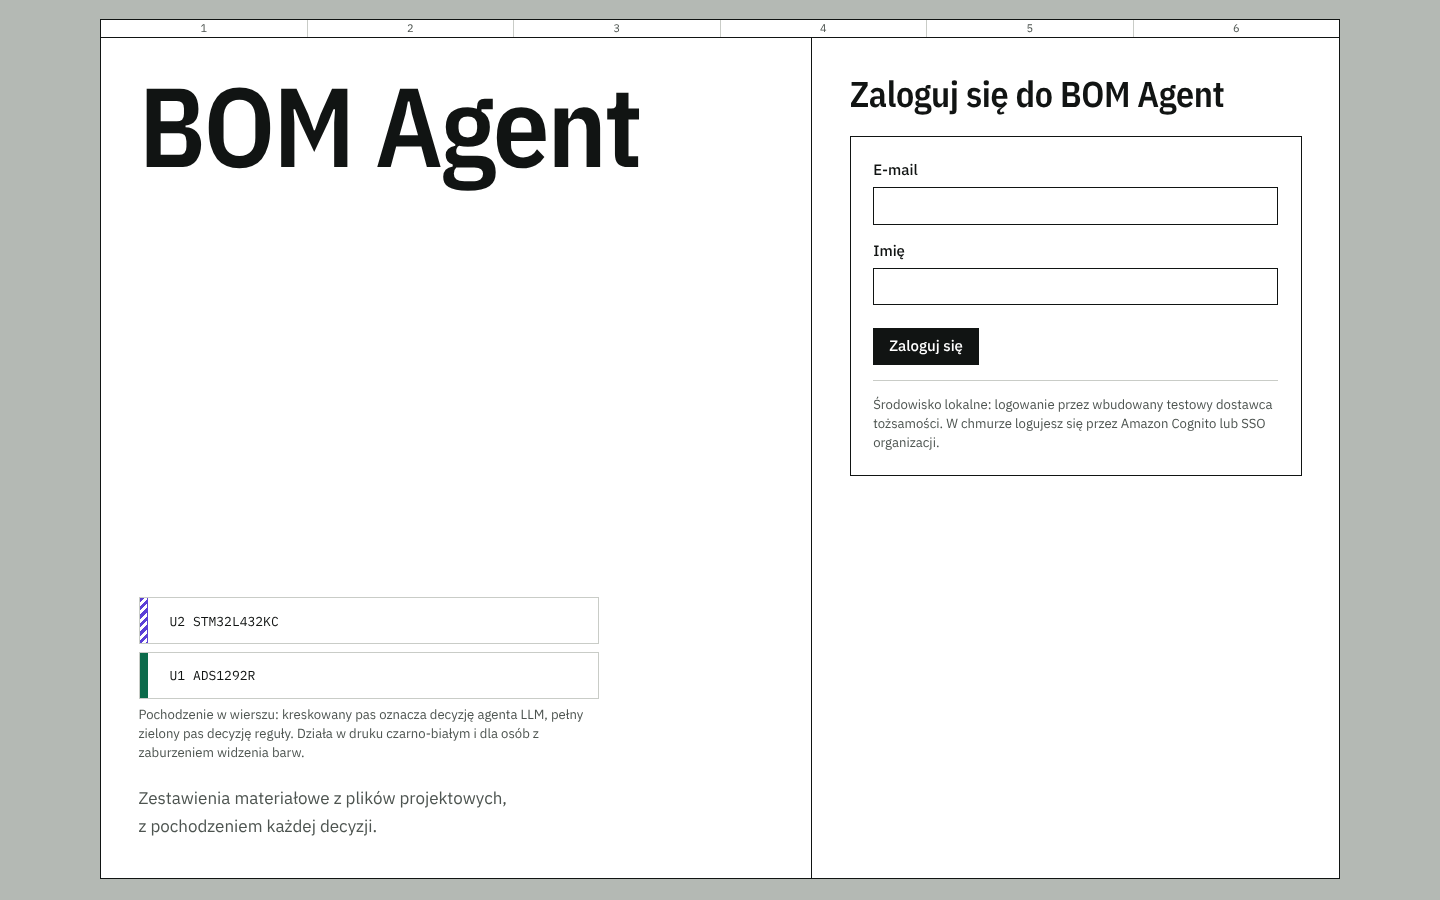 1 2 3 4 5 6
BOM Agent
U2 STM32L432KC
U1 ADS1292R
Pochodzenie w wierszu: kreskowany pas oznacza decyzję agenta LLM, pełny
zielony pas decyzję reguły. Działa w druku czarno-białym i dla osób z
zaburzeniem widzenia barw.
Zestawienia materiałowe z plików projektowych,
z pochodzeniem każdej decyzji.
Zaloguj się do BOM Agent
E-mail
Imię
Zaloguj się
Środowisko lokalne: logowanie przez wbudowany testowy dostawca
tożsamości. W chmurze logujesz się przez Amazon Cognito lub SSO
organizacji.